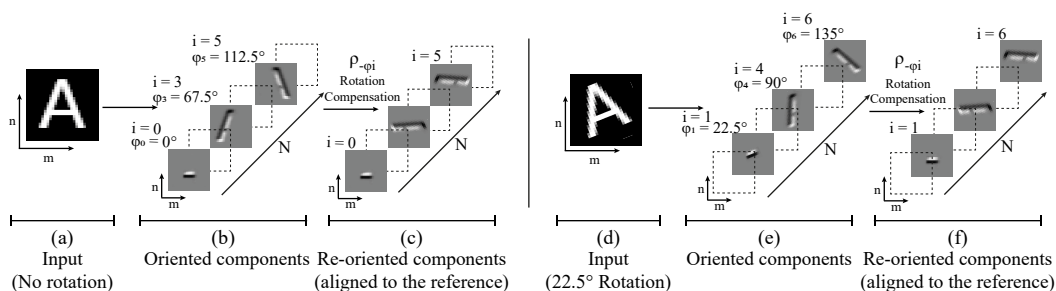 n
m
(a)
Input
(No rotation)
i = 0
φ₀ = 0°
i = 3
φ₃ = 67.5°
i = 5
φ₅ = 112.5°
N
n
m
(b)
Oriented components
ρ-φi
Rotation
Compensation
i = 0
i = 5
N
n
m
(c)
Re-oriented components
(aligned to the reference)
n
m
(d)
Input
(22.5° Rotation)
i = 1
φ₁ = 22.5°
i = 4
φ₄ = 90°
i = 6
φ₆ = 135°
N
n
m
(e)
Oriented components
ρ-φi
Rotation
Compensation
i = 1
i = 6
N
n
m
(f)
Re-oriented components
(aligned to the reference)
A
A